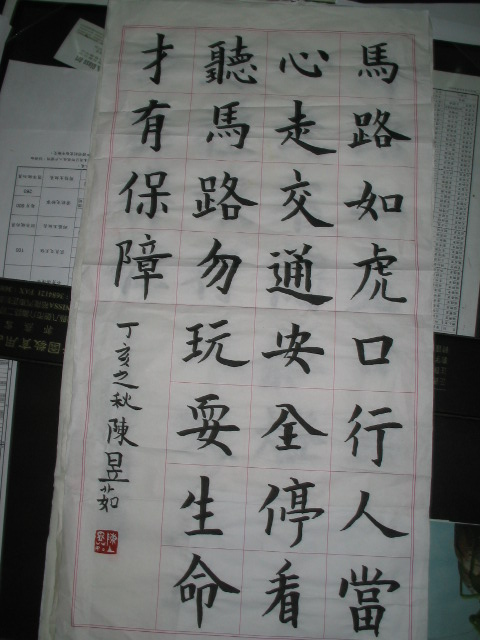 馬路如虎口行人當
心走交通安全停看
聽馬路勿玩耍生命
才有保障
丁亥之秋陳昱茹